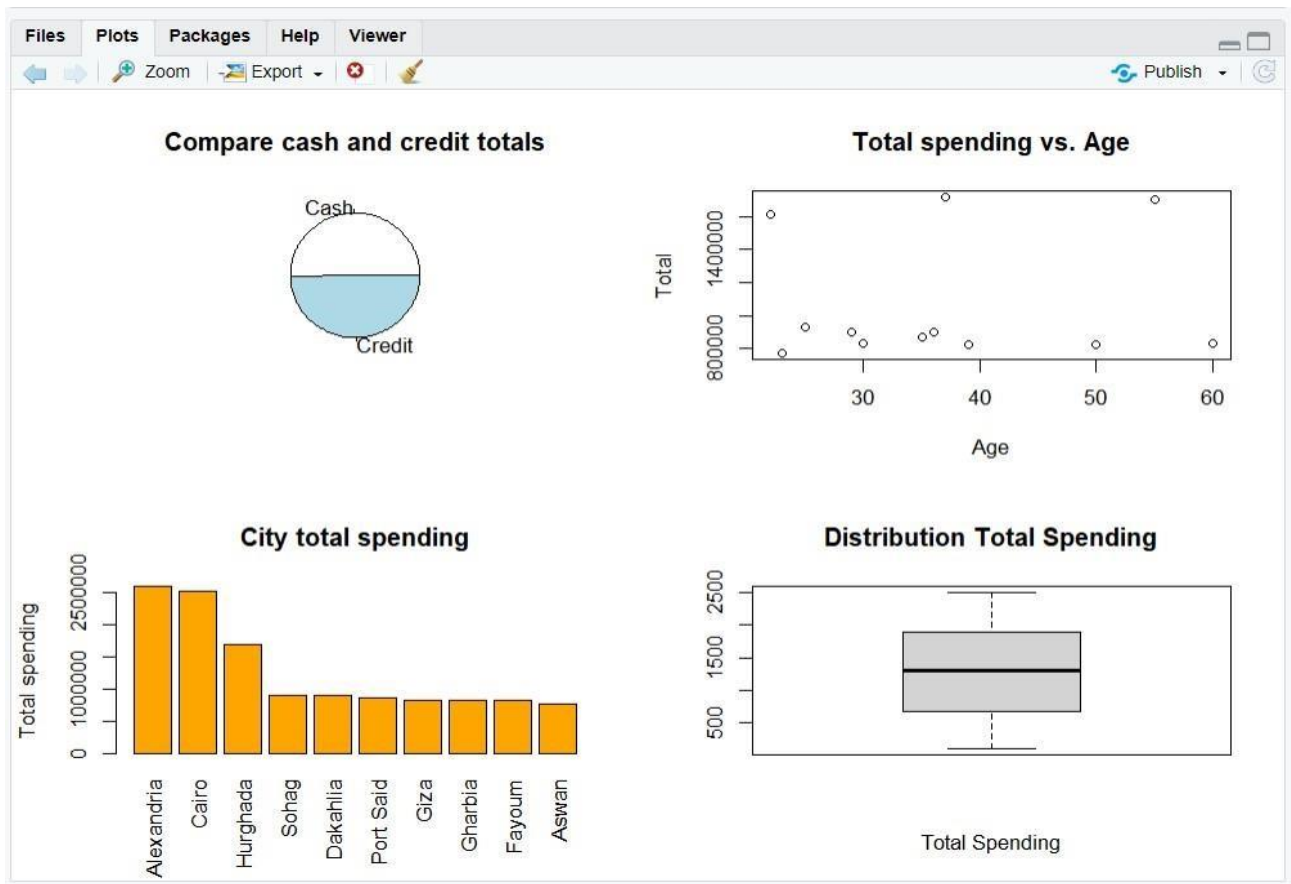 Files Plots Packages Help Viewer
Zoom Export Publish
Compare cash and credit totals
Cash
Credit
Total spending vs. Age
Total
800000 1400000
30 40 50 60
Age
City total spending
Total spending
0 1000000 2500000
Alexandria Cairo Hurghada Sohag Dakahlia Port Said Giza Gharbia Fayoum Aswan
Distribution Total Spending
500 1500 2500
Total Spending